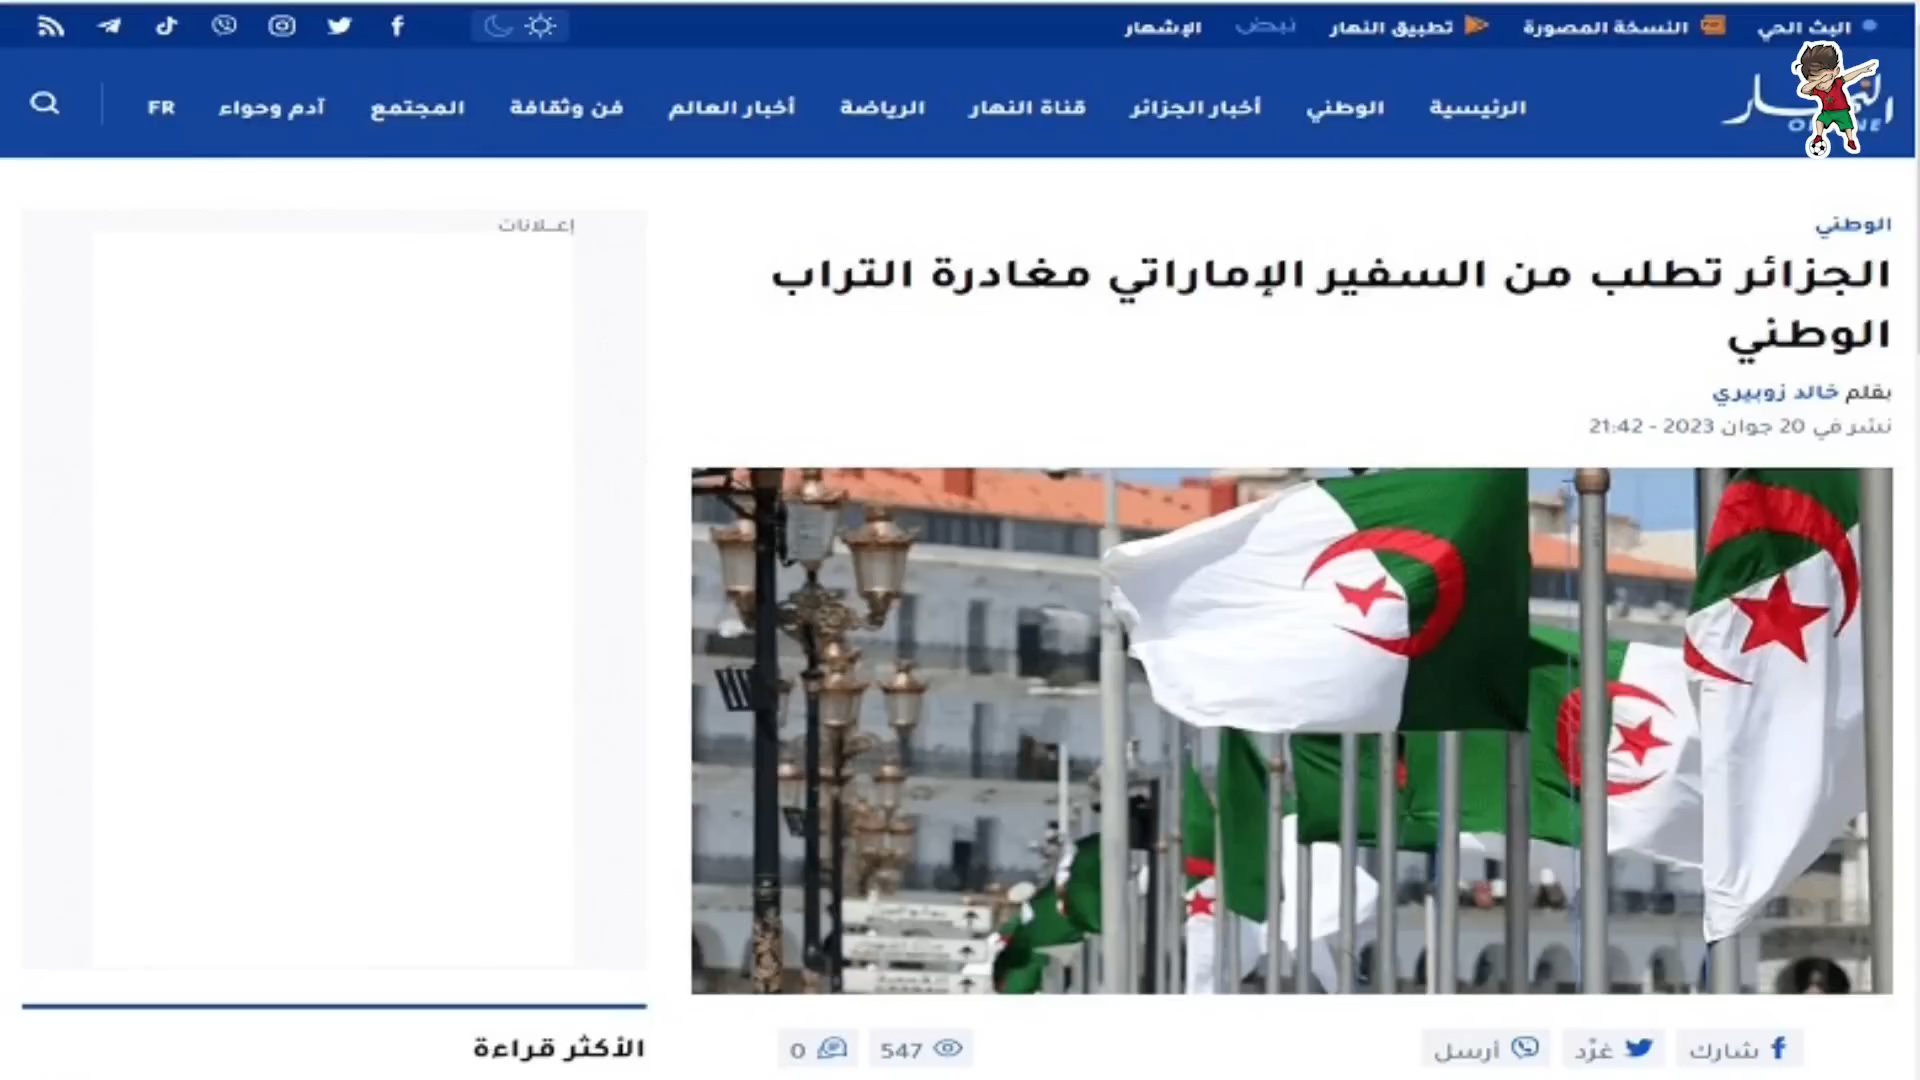 البث الحي
النسخة المصورة
تطبيق النهار
نبض
الإشعار
الرئيسية
الوطني
أخبار الجزائر
قناة النهار
الرياضة
أخبار العالم
فن وثقافة
المجتمع
آدم وحواء
FR
الوطني
الجزائر تطلب من السفير الإماراتي مغادرة التراب
الوطني
بقلم خالد زوبيري
نشر في 20 جوان 2023 - 21:42
إعــلانات
شارك
غرّد
أرسل
547
0
الأكثر قراءة